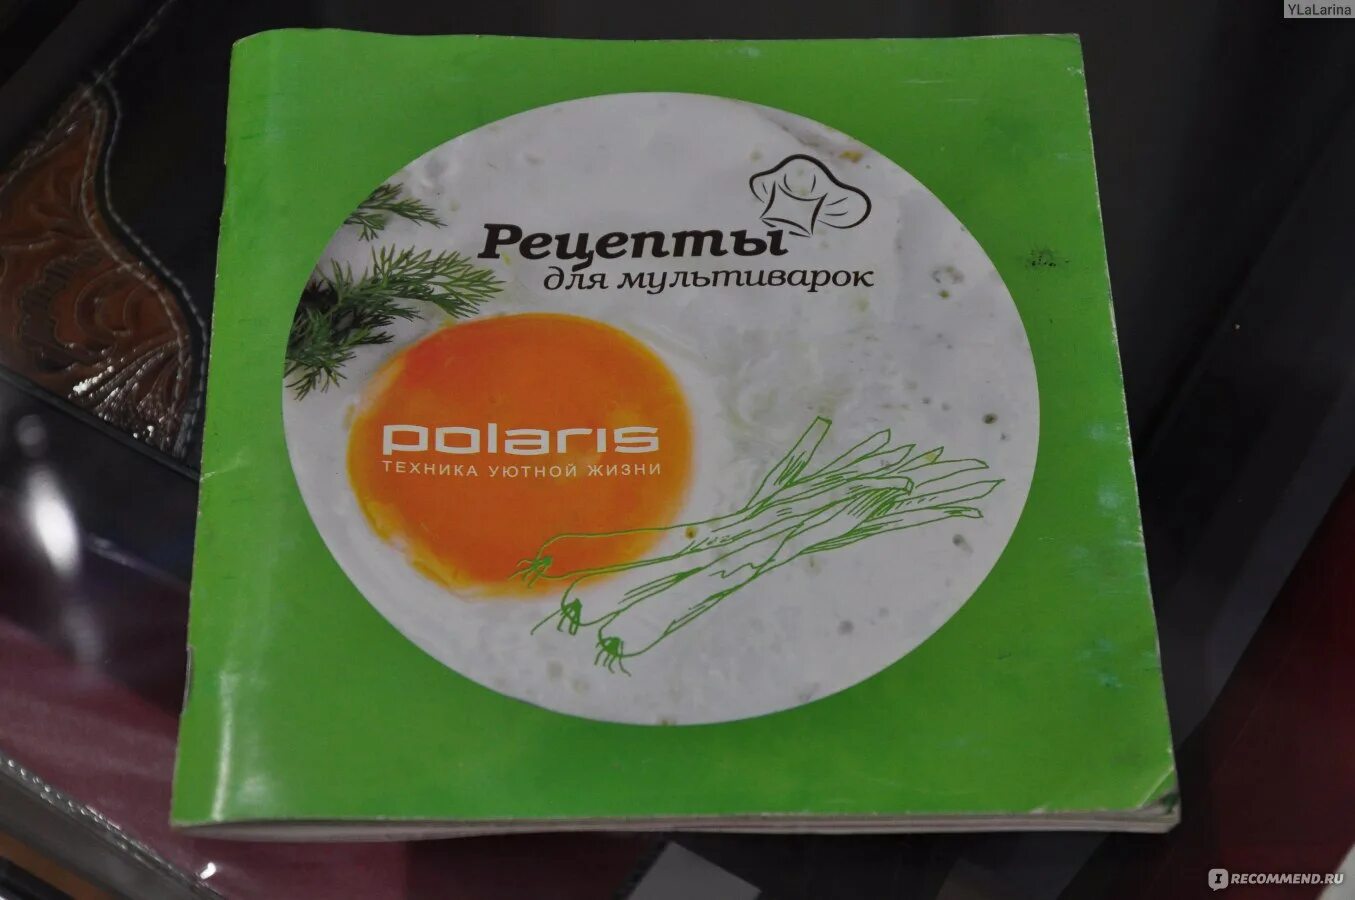 YLaLarina
Рецепты
для мультиварок
polaris
ТЕХНИКА УЮТНОЙ ЖИЗНИ
RECOMMEND.RU